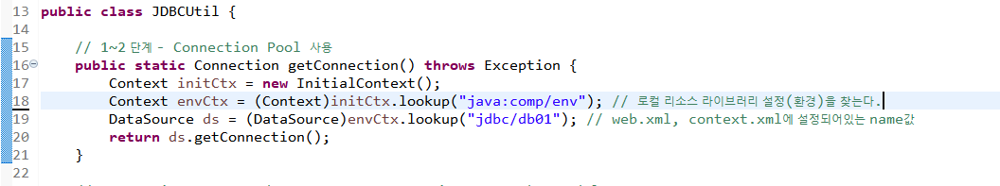 13 public class JDBCUtil {
14
15 // 1~2 단계 - Connection Pool 사용
16 public static Connection getConnection() throws Exception {
17 Context initCtx = new InitialContext();
18 Context envCtx = (Context)initCtx.lookup("java:comp/env"); // 로컬 리소스 라이브러리 설정(환경)을 찾는다.
19 DataSource ds = (DataSource)envCtx.lookup("jdbc/db01"); // web.xml, context.xml에 설정되어있는 name값
20 return ds.getConnection();
21 }
22